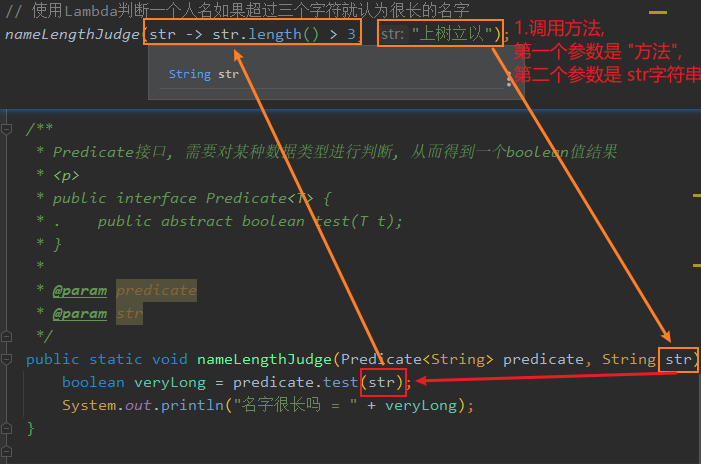 // 使用Lambda判断一个人名如果超过三个字符就认为很长的名字
nameLengthJudge(str -> str.length() > 3, str: "上树立以");
1.调用方法,
第一个参数是 "方法",
第二个参数是 str字符串
String str
/**
* Predicate接口, 需要对某种数据类型进行判断, 从而得到一个boolean值结果
* <p>
* public interface Predicate<T> {
* .    public abstract boolean test(T t);
* }
*
* @param predicate
* @param str
*/
public static void nameLengthJudge(Predicate<String> predicate, String str)
boolean veryLong = predicate.test(str);
System.out.println("名字很长吗 = " + veryLong);
}